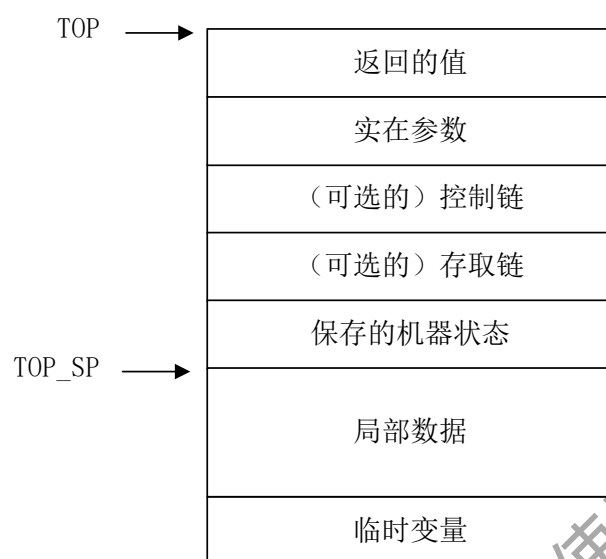 TOP
返回的值
实在参数
（可选的）控制链
（可选的）存取链
保存的机器状态
TOP_SP
局部数据
临时变量
使